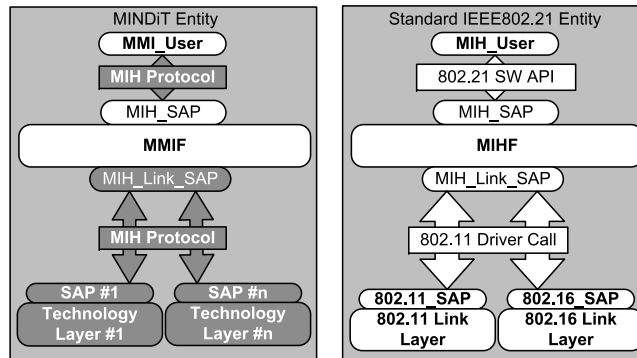 MINDiT Entity
MMI_User
MIH Protocol
MIH_SAP
MMIF
MIH_Link_SAP
MIH Protocol
SAP #1
SAP #n
Technology
Layer #1
Technology
Layer #n
Standard IEEE802.21 Entity
MIH_User
802.21 SW API
MIH_SAP
MIHF
MIH_Link_SAP
802.11 Driver Call
802.11_SAP
802.16_SAP
802.11 Link
Layer
802.16 Link
Layer